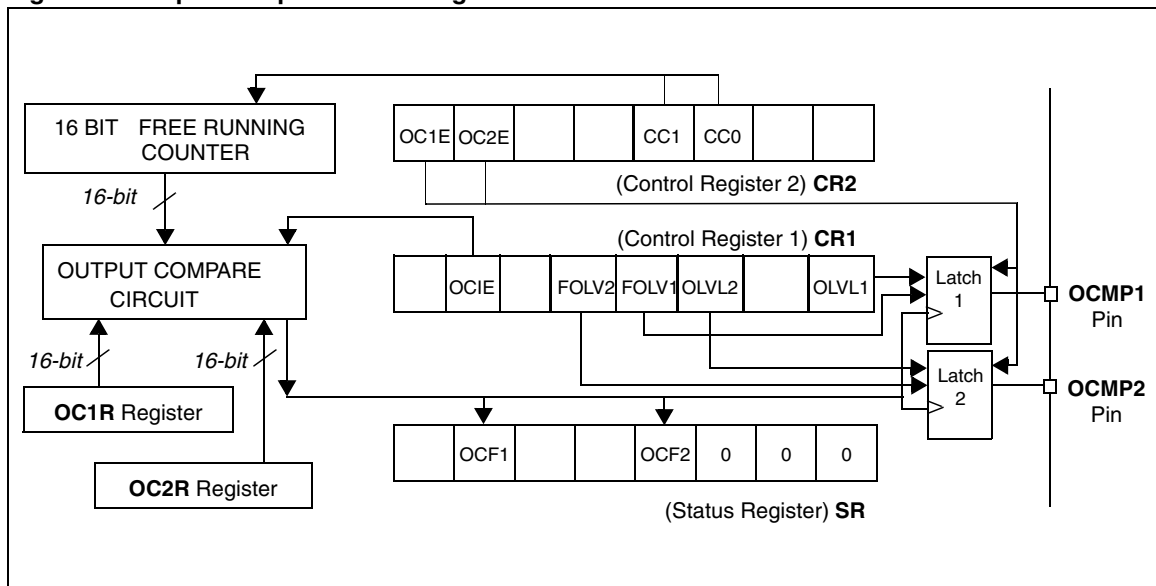 16 BIT FREE RUNNING
COUNTER
16-bit
OC1E OC2E CC1 CC0
(Control Register 2) CR2
(Control Register 1) CR1
OUTPUT COMPARE
CIRCUIT
OCIE FOLV2 FOLV1 OLVL2 OLVL1
Latch
1
OCMP1
Pin
16-bit
16-bit
OC1R Register
Latch
2
OCMP2
Pin
OC2R Register
OCF1 OCF2 0 0 0
(Status Register) SR